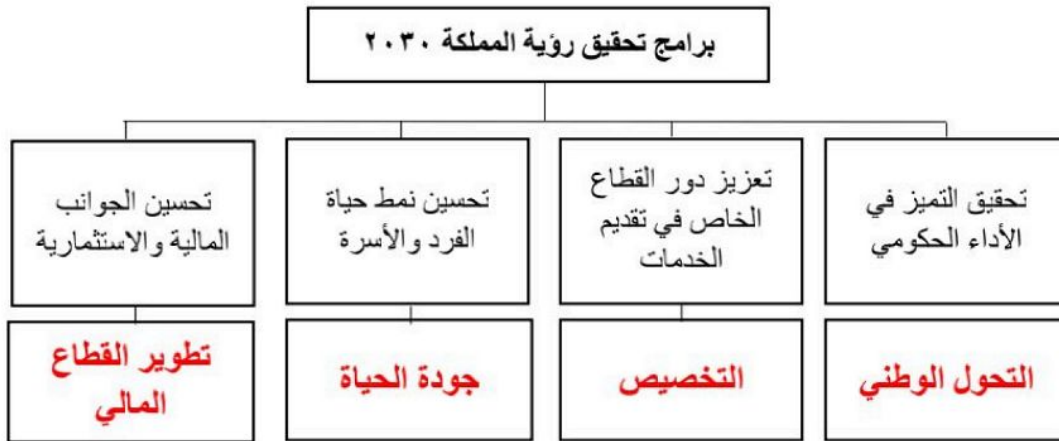 برامج تحقيق رؤية المملكة ٢٠٣٠
تحقيق التميز في
الأداء الحكومي
تعزيز دور القطاع
الخاص في تقديم
الخدمات
تحسين نمط حياة
الفرد والأسرة
تحسين الجوانب
المالية والاستثمارية
التحول الوطني
التخصيص
جودة الحياة
تطوير القطاع
المالي